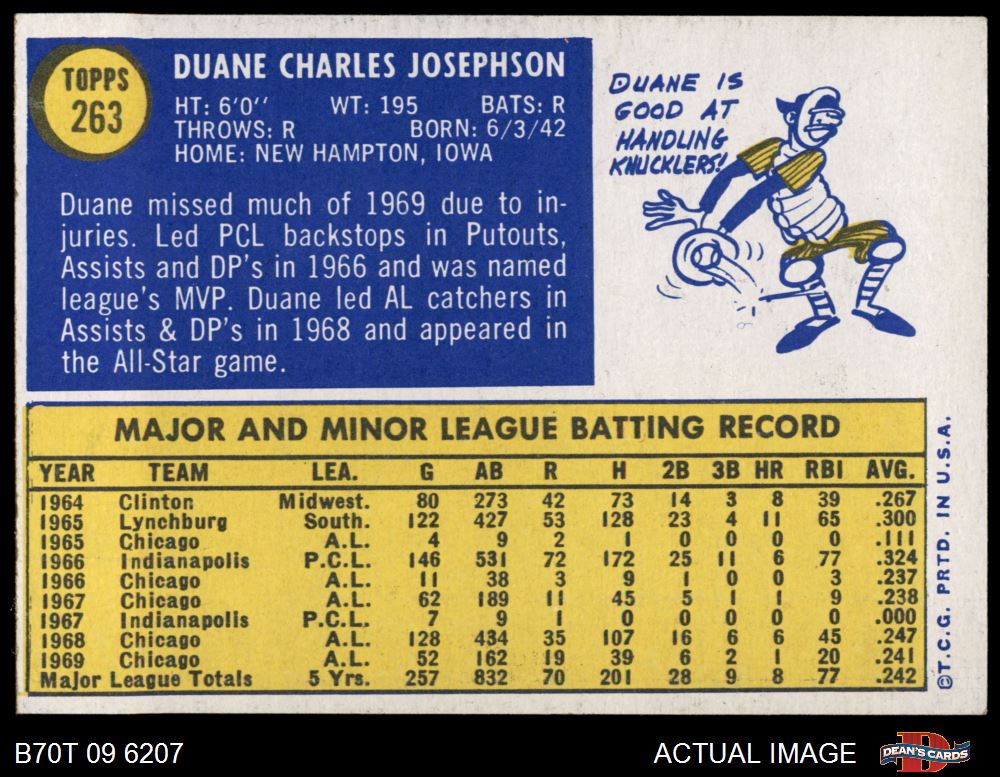 TOPPS
263
DUANE CHARLES JOSEPHSON
HT: 6'0'' WT: 195 BATS: R
THROWS: R BORN: 6/3/42
HOME: NEW HAMPTON, IOWA
Duane missed much of 1969 due to in-
juries. Led PCL backstops in Putouts,
Assists and DP's in 1966 and was named
league's MVP. Duane led AL catchers in
Assists & DP's in 1968 and appeared in
the All-Star game.
DUANE IS
GOOD AT
HANDLING
KNUCKLERS!
MAJOR AND MINOR LEAGUE BATTING RECORD
YEAR TEAM LEA. G AB R H 2B 3B HR RBI AVG.
1964 Clinton Midwest. 80 273 42 73 14 3 8 39 .267
1965 Lynchburg South. 122 427 53 128 23 4 11 65 .300
1965 Chicago A.L. 4 9 2 1 0 0 0 0 .111
1966 Indianapolis P.C.L. 146 531 72 172 25 11 6 77 .324
1966 Chicago A.L. 11 38 3 9 1 0 0 3 .237
1967 Chicago A.L. 62 189 11 45 5 1 1 9 .238
1967 Indianapolis P.C.L. 7 9 1 0 0 0 0 0 .000
1968 Chicago A.L. 128 434 35 107 16 6 6 45 .247
1969 Chicago A.L. 52 162 19 39 6 2 1 20 .241
Major League Totals 5 Yrs. 257 832 70 201 28 9 8 77 .242
©T.C.G. PRTD. IN U.S.A.
B70T 09 6207
ACTUAL IMAGE
DEAN'S CARDS